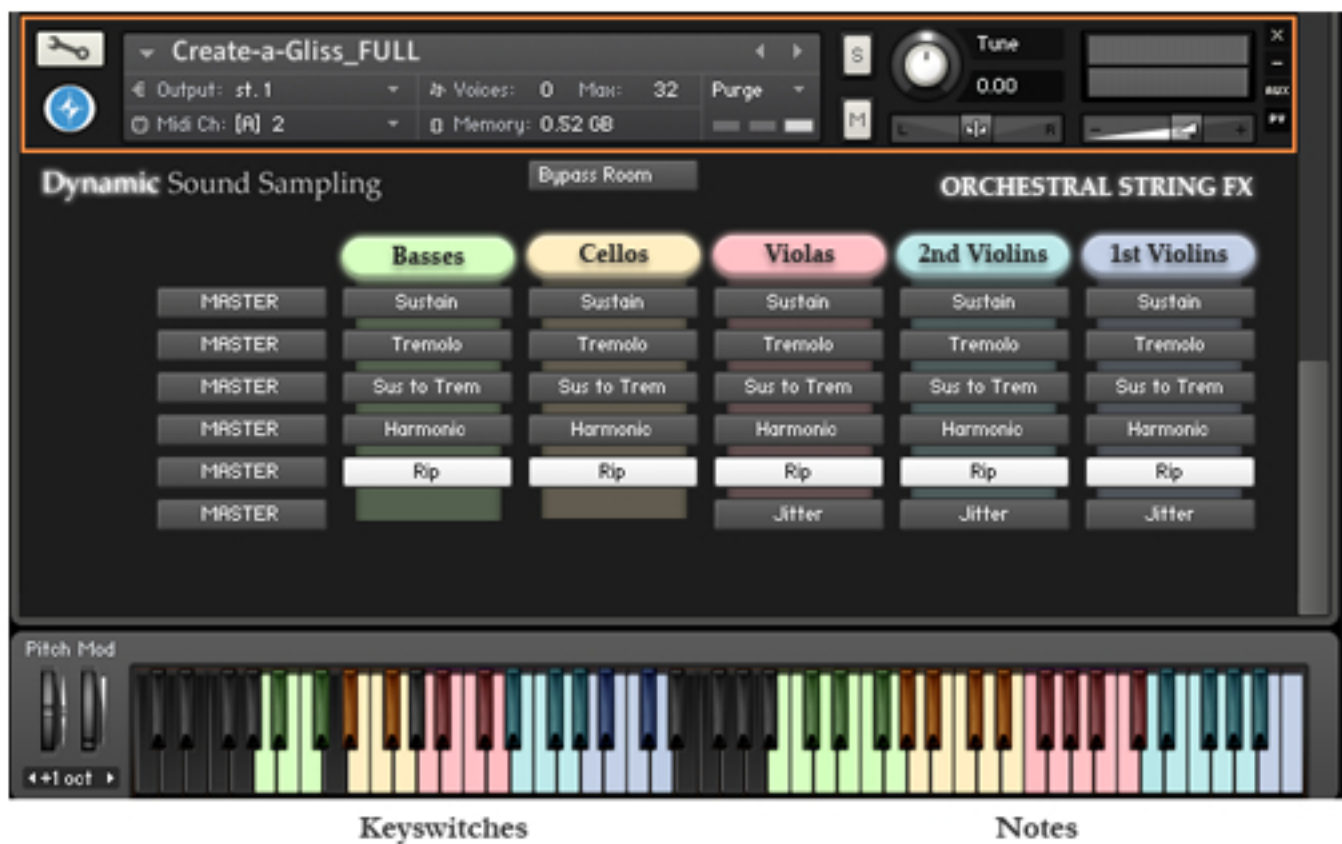 Create-a-Gliss_FULL
S
Tune
0.00
×
-
AUX
PV
Output: st. 1
Voices: 0 Max: 32
Purge
Midi Ch: [A] 2
Memory: 0.52 GB
M
L R
- +
Dynamic Sound Sampling
Bypass Room
ORCHESTRAL STRING FX
Basses Cellos Violas 2nd Violins 1st Violins
MASTER Sustain Sustain Sustain Sustain Sustain
MASTER Tremolo Tremolo Tremolo Tremolo Tremolo
MASTER Sus to Trem Sus to Trem Sus to Trem Sus to Trem Sus to Trem
MASTER Harmonic Harmonic Harmonic Harmonic Harmonic
MASTER Rip Rip Rip Rip Rip
MASTER Jitter Jitter Jitter
Pitch Mod
+1 oct
Keyswitches Notes